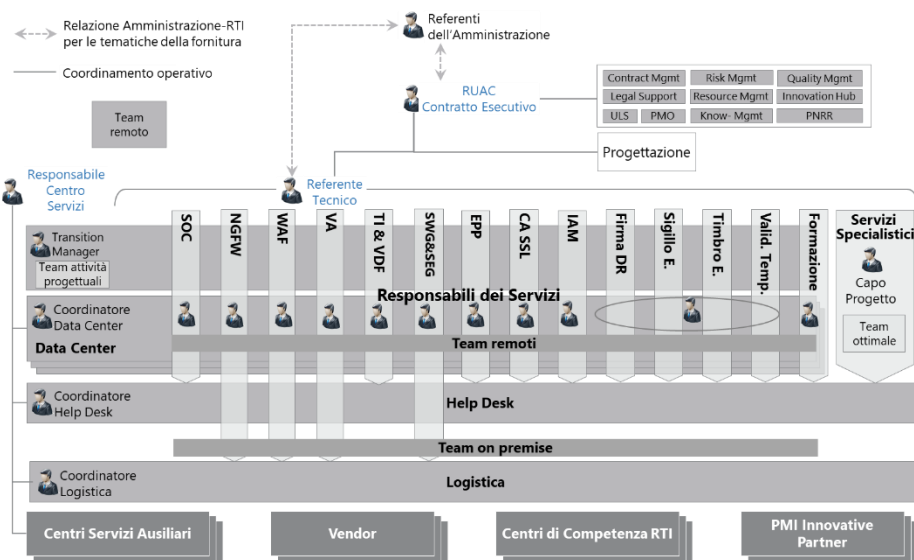 Relazione Amministrazione-RTI
per le tematiche della fornitura
Coordinamento operativo
Team
remoto
Referenti
dell'Amministrazione
RUAC
Contratto Esecutivo
Contract Mgmt
Risk Mgmt
Quality Mgmt
Legal Support
Resource Mgmt
Innovation Hub
ULS
PMO
Know- Mgmt
PNRR
Progettazione
Responsabile
Centro
Servizi
Referente
Tecnico
SOC
NGFW
WAF
VA
TI & VDF
SWG&SEG
EPP
CA SSL
IAM
Firma DR
Sigillo E.
Timbro E.
Valid. Temp.
Formazione
Servizi
Specialistici
Capo
Progetto
Team
ottimale
Transition
Manager
Team attività
progettuali
Responsabili dei Servizi
Coordinatore
Data Center
Data Center
Team remoti
Coordinatore
Help Desk
Help Desk
Team on premise
Coordinatore
Logistica
Logistica
Centri Servizi Ausiliari
Vendor
Centri di Competenza RTI
PMI Innovative
Partner